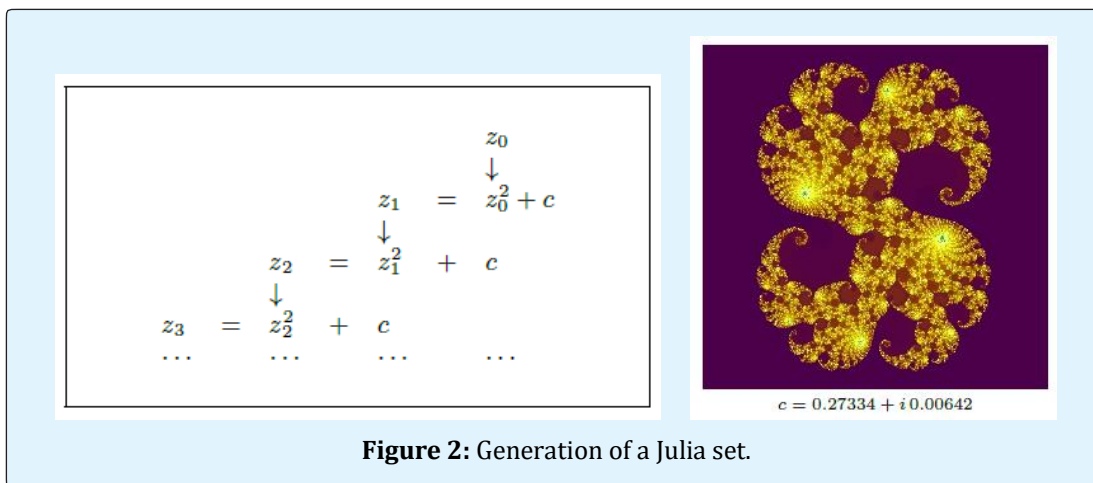 z₀
↓
z₁ = z₀² + c
↓
z₂ = z₁² + c
↓
z₃ = z₂² + c
... ... ... ...
c = 0.27334 + i 0.00642
Figure 2: Generation of a Julia set.